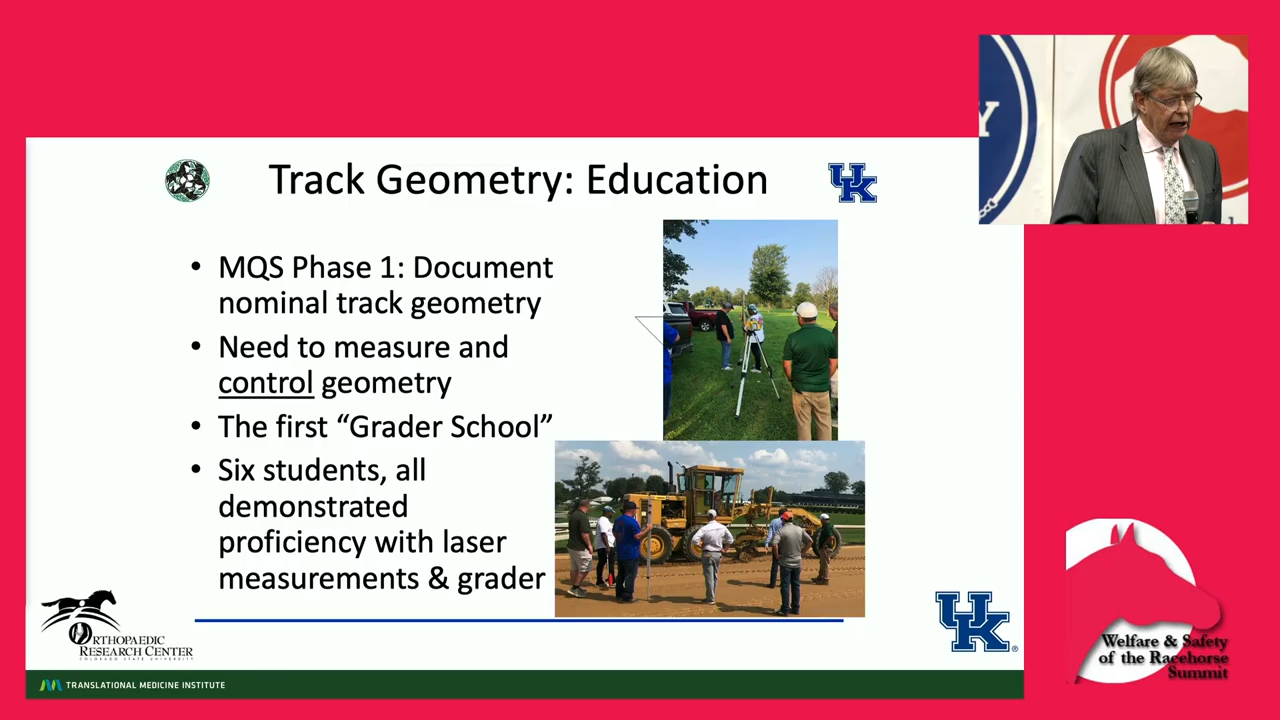 Track Geometry: Education
UK
• MQS Phase 1: Document
nominal track geometry
• Need to measure and
control geometry
• The first “Grader School”
• Six students, all
demonstrated
proficiency with laser
measurements & grader
ORTHOPAEDIC
RESEARCH CENTER
COLORADO STATE UNIVERSITY
UK
®
TRANSLATIONAL MEDICINE INSTITUTE
Y
Welfare & Safety
of the Racehorse
Summit